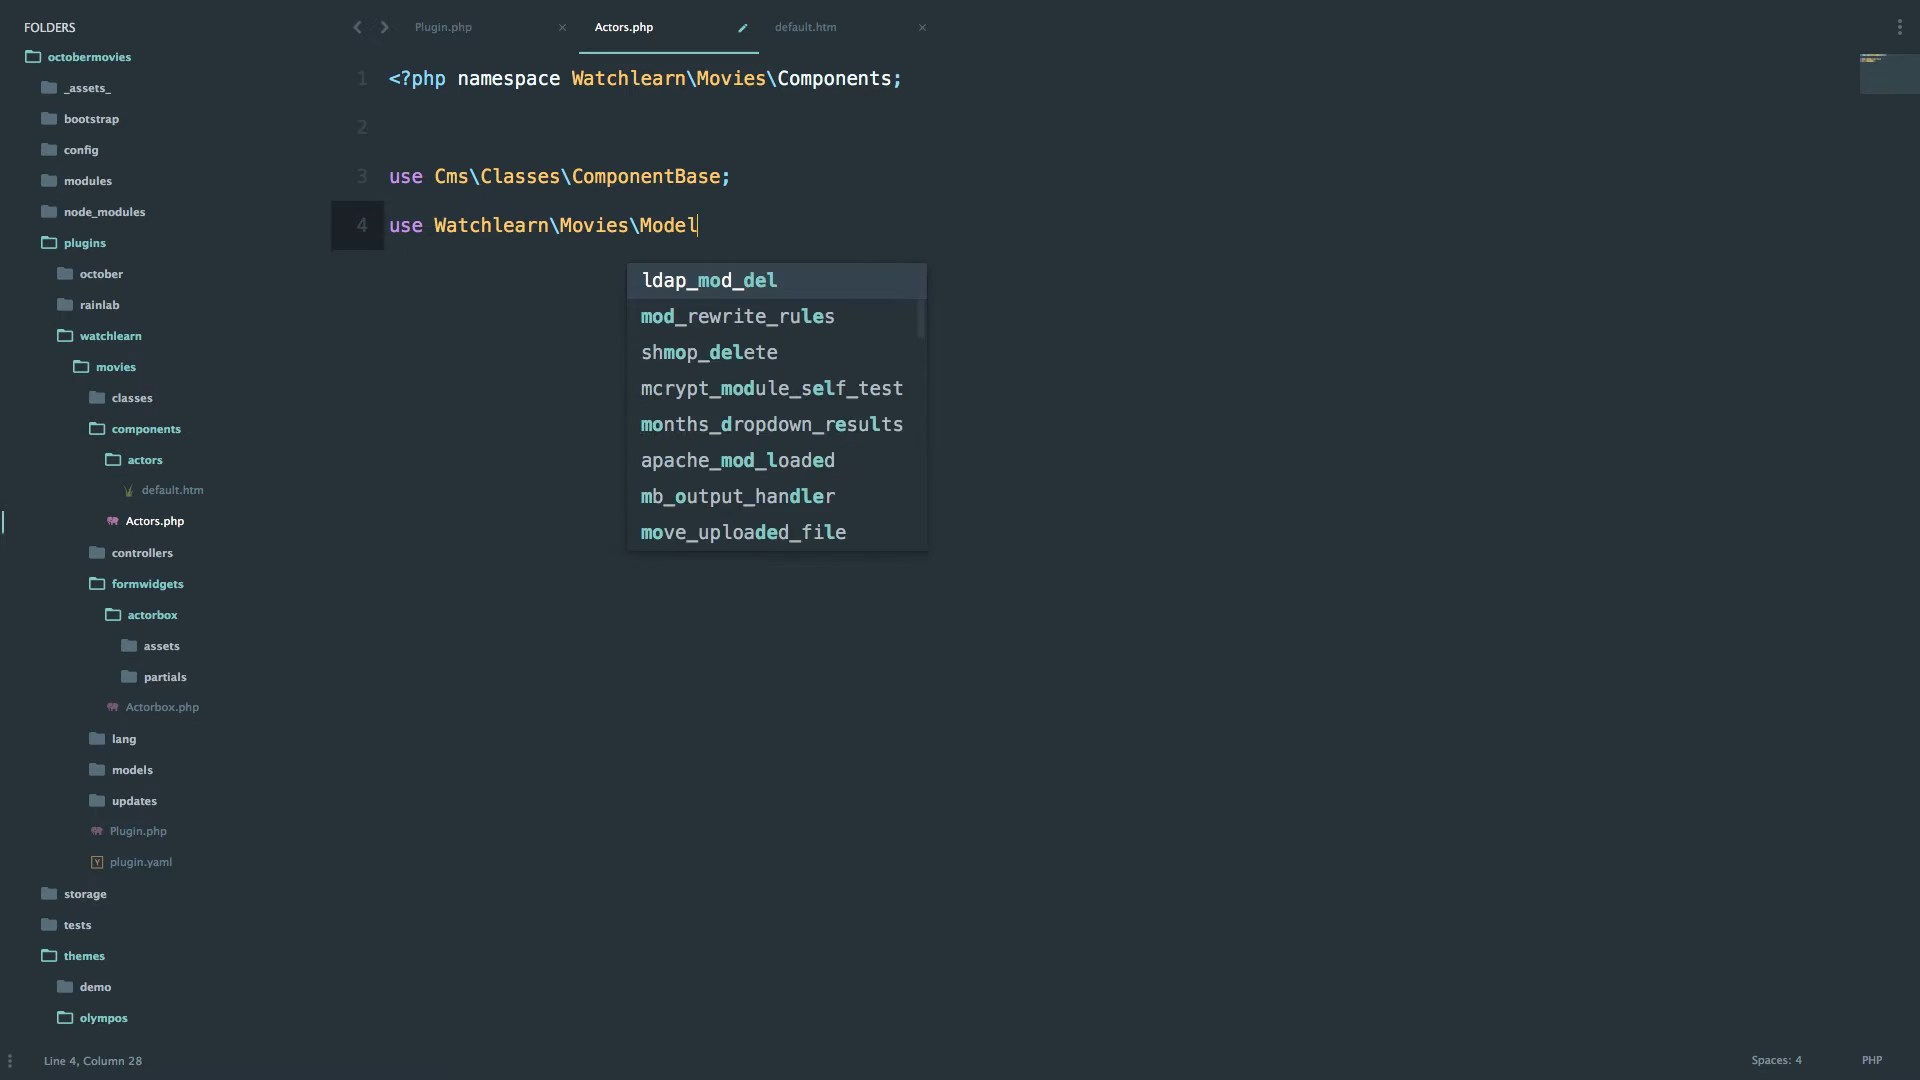 FOLDERS
octobermovies
_assets_
bootstrap
config
modules
node_modules
plugins
october
rainlab
watchlearn
movies
classes
components
actors
default.htm
Actors.php
controllers
formwidgets
actorbox
assets
partials
Actorbox.php
lang
models
updates
Plugin.php
plugin.yaml
storage
tests
themes
demo
olympos
Plugin.php
Actors.php
default.htm
1 <?php namespace Watchlearn\Movies\Components;
2
3 use Cms\Classes\ComponentBase;
4 use Watchlearn\Movies\Model
ldap_mod_del
mod_rewrite_rules
shmop_delete
mcrypt_module_self_test
months_dropdown_results
apache_mod_loaded
mb_output_handler
move_uploaded_file
Line 4, Column 28
Spaces: 4
PHP